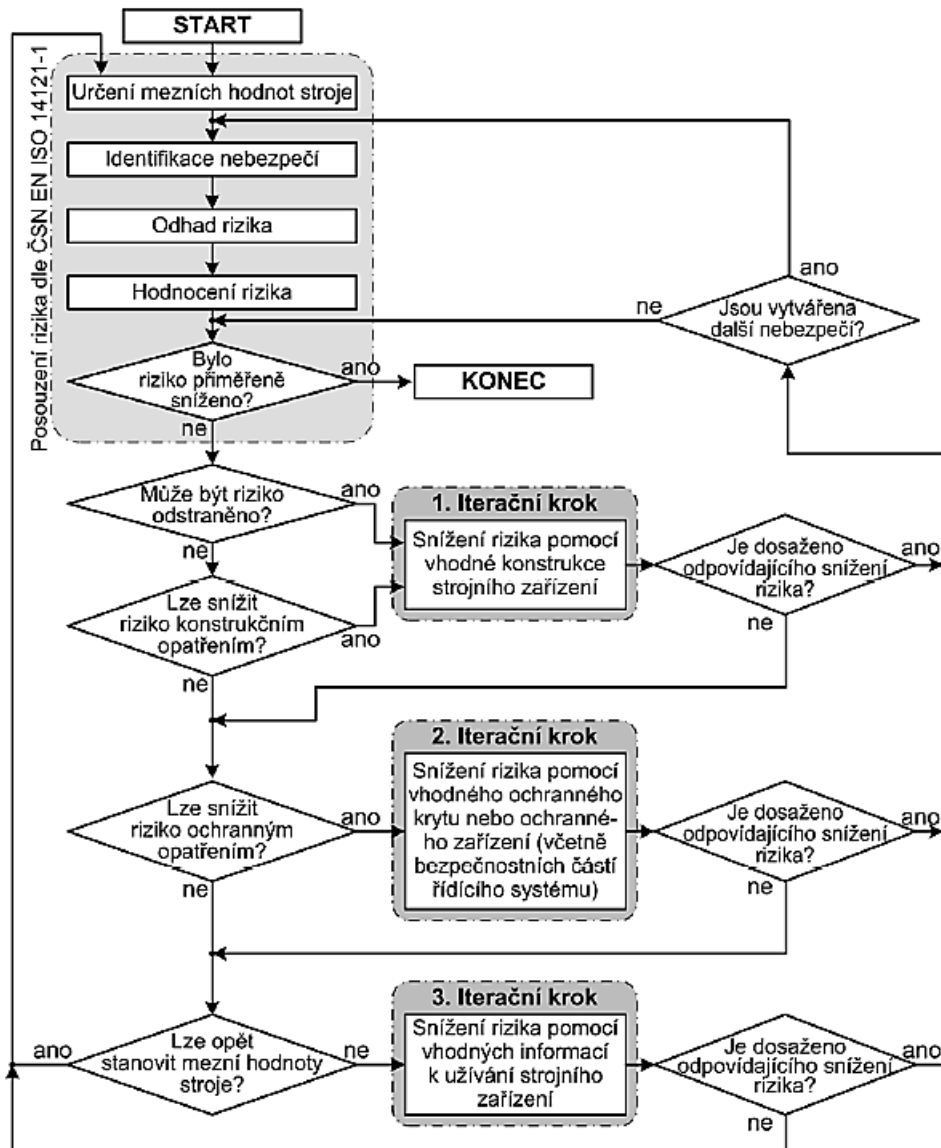 START
Posouzení rizika dle ČSN EN ISO 14121-1
Určení mezních hodnot stroje
Identifikace nebezpečí
Odhad rizika
Hodnocení rizika
Bylo
riziko přiměřeně
sníženo?
ano
KONEC
ne
ne
Jsou vytvářena
další nebezpečí?
ano
Může být riziko
odstraněno?
ano
ne
Lze snížit
riziko konstrukčním
opatřením?
ano
ne
1. Iterační krok
Snížení rizika pomocí
vhodné konstrukce
strojního zařízení
Je dosaženo
odpovídajícího snížení
rizika?
ano
ne
Lze snížit
riziko ochranným
opatřením?
ano
ne
2. Iterační krok
Snížení rizika pomocí
vhodného ochranného
krytu nebo ochranné-
ho zařízení (včetně
bezpečnostních částí
řídícího systému)
Je dosaženo
odpovídajícího snížení
rizika?
ano
ne
ano
Lze opět
stanovit mezní hodnoty
stroje?
ne
3. Iterační krok
Snížení rizika pomocí
vhodných informací
k užívání strojního
zařízení
Je dosaženo
odpovídajícího snížení
rizika?
ano
ne